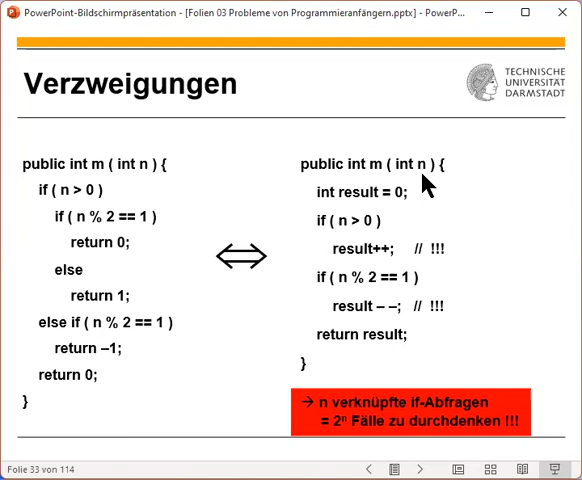 PowerPoint-Bildschirmpräsentation - [Folien 03 Probleme von Programmieranfängern.pptx] - PowerP...
Verzweigungen
TECHNISCHE
UNIVERSITÄT
DARMSTADT
public int m ( int n ) {
if ( n > 0 )
if ( n % 2 == 1 )
return 0;
else
return 1;
else if ( n % 2 == 1 )
return –1;
return 0;
}
public int m ( int n ) {
int result = 0;
if ( n > 0 )
result++; // !!!
if ( n % 2 == 1 )
result – –; // !!!
return result;
}
→ n verknüpfte if-Abfragen
= 2ⁿ Fälle zu durchdenken !!!
Folie 33 von 114